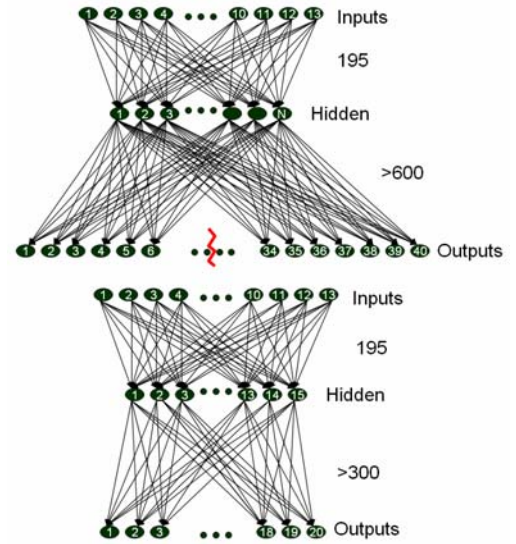 1 2 3 4 ... 10 11 12 13 Inputs
195
1 2 3 ... N Hidden
>600
1 2 3 4 5 6 .... 34 35 36 37 38 39 40 Outputs
1 2 3 4 ... 10 11 12 13 Inputs
195
1 2 3 ... 13 14 15 Hidden
>300
1 2 3 ... 18 19 20 Outputs